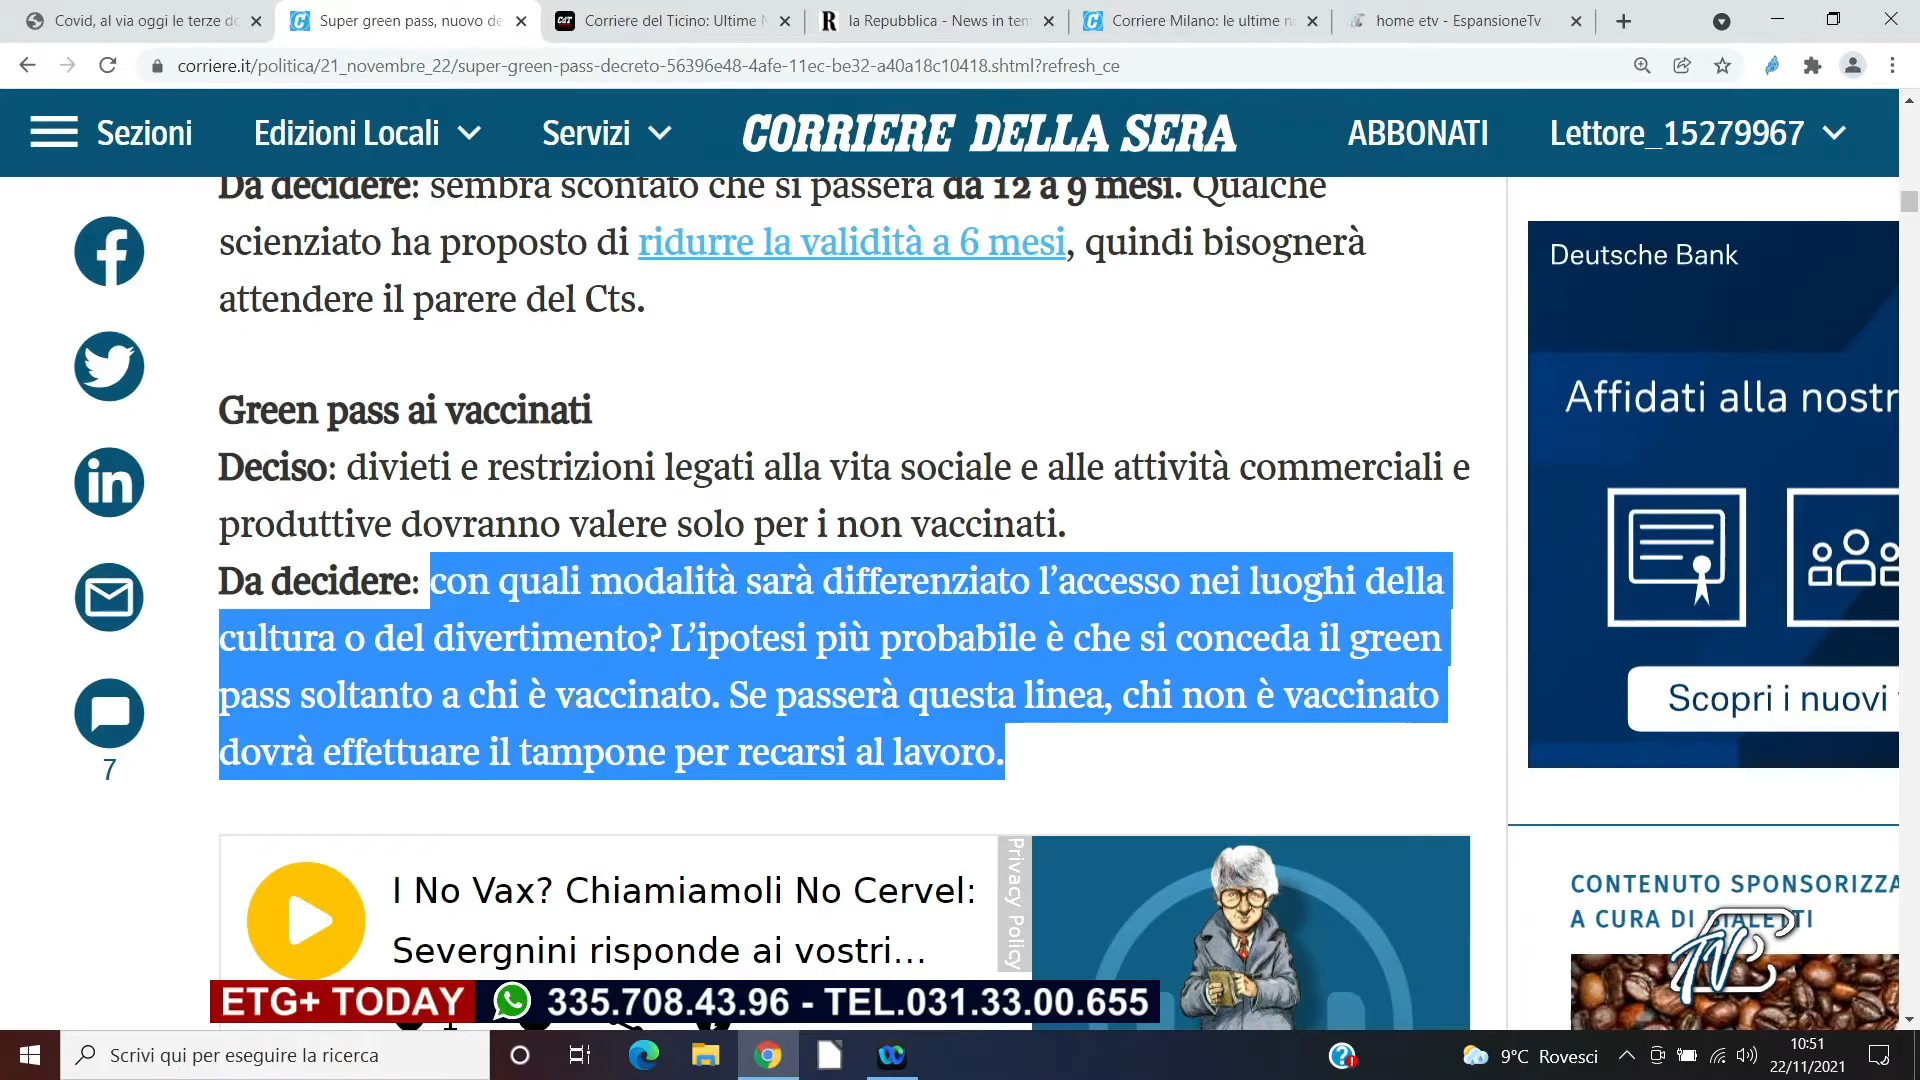 Covid, al via oggi le terze d
Super green pass, nuovo de
Corriere del Ticino: Ultime N
la Repubblica - News in tem
Corriere Milano: le ultime n
home etv - EspansioneTv
corriere.it/politica/21_novembre_22/super-green-pass-decreto-56396e48-4afe-11ec-be32-a40a18c10418.shtml?refresh_ce
Sezioni
Edizioni Locali
Servizi
CORRIERE DELLA SERA
ABBONATI
Lettore_15279967
Da decidere: sembra scontato che si passerà da 12 a 9 mesi. Qualche
scienziato ha proposto di ridurre la validità a 6 mesi, quindi bisognerà
attendere il parere del Cts.
Green pass ai vaccinati
Deciso: divieti e restrizioni legati alla vita sociale e alle attività commerciali e
produttive dovranno valere solo per i non vaccinati.
Da decidere: con quali modalità sarà differenziato l’accesso nei luoghi della
cultura o del divertimento? L’ipotesi più probabile è che si conceda il green
pass soltanto a chi è vaccinato. Se passerà questa linea, chi non è vaccinato
dovrà effettuare il tampone per recarsi al lavoro.
7
Deutsche Bank
Affidati alla nostr
Scopri i nuovi
I No Vax? Chiamiamoli No Cervel:
Severgnini risponde ai vostri...
Privacy Policy
CONTENUTO SPONSORIZZA
A CURA DI BIALETTI
ETG+ TODAY
335.708.43.96 - TEL.031.33.00.655
Scrivi qui per eseguire la ricerca
9°C Rovesci
10:51
22/11/2021